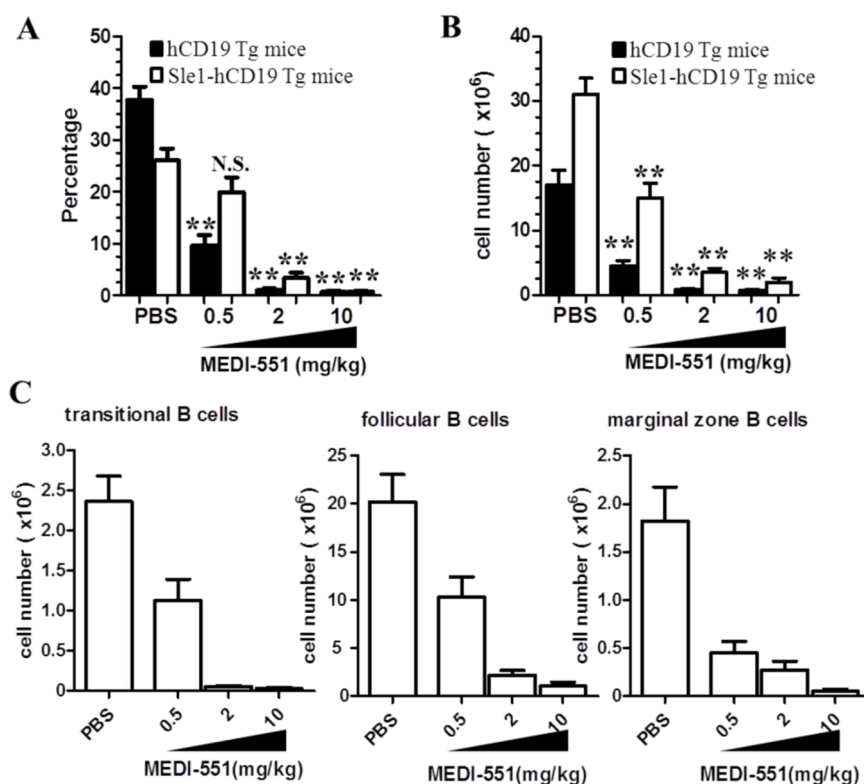 A
hCD19 Tg mice
Sle1-hCD19 Tg mice
Percentage
50
40
30
20
10
0
N.S.
**
** **
** **
PBS 0.5 2 10
MEDI-551 (mg/kg)
B
hCD19 Tg mice
Sle1-hCD19 Tg mice
cell number ( x10⁶)
40
30
20
10
0
**
**
** **
** **
PBS 0.5 2 10
MEDI-551 (mg/kg)
C
transitional B cells
cell number ( x10⁶)
3.0
2.5
2.0
1.5
1.0
0.5
0
PBS 0.5 2 10
MEDI-551(mg/kg)
follicular B cells
cell number ( x10⁶)
25
20
15
10
5
0
PBS 0.5 2 10
MEDI-551(mg/kg)
marginal zone B cells
cell number ( x10⁶)
2.5
2.0
1.5
1.0
0.5
0
PBS 0.5 2 10
MEDI-551(mg/kg)